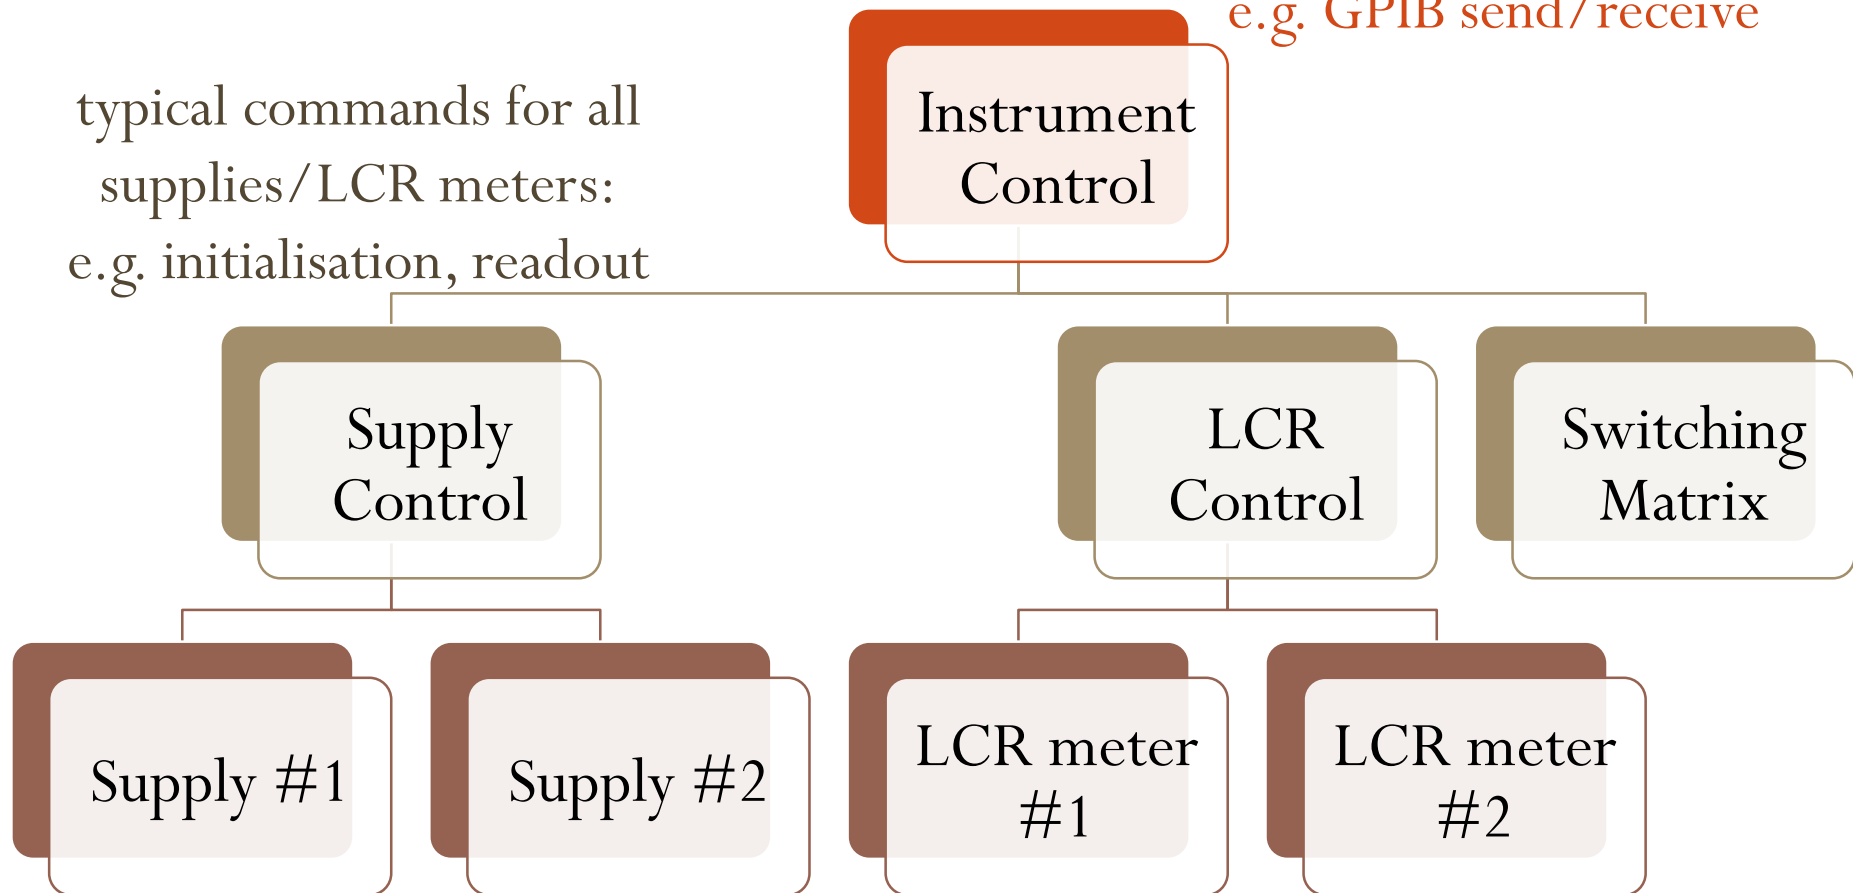 e.g. GPIB send/receive
typical commands for all
supplies/LCR meters:
e.g. initialisation, readout
Instrument
Control
Supply
Control
LCR
Control
Switching
Matrix
Supply #1
Supply #2
LCR meter
#1
LCR meter
#2